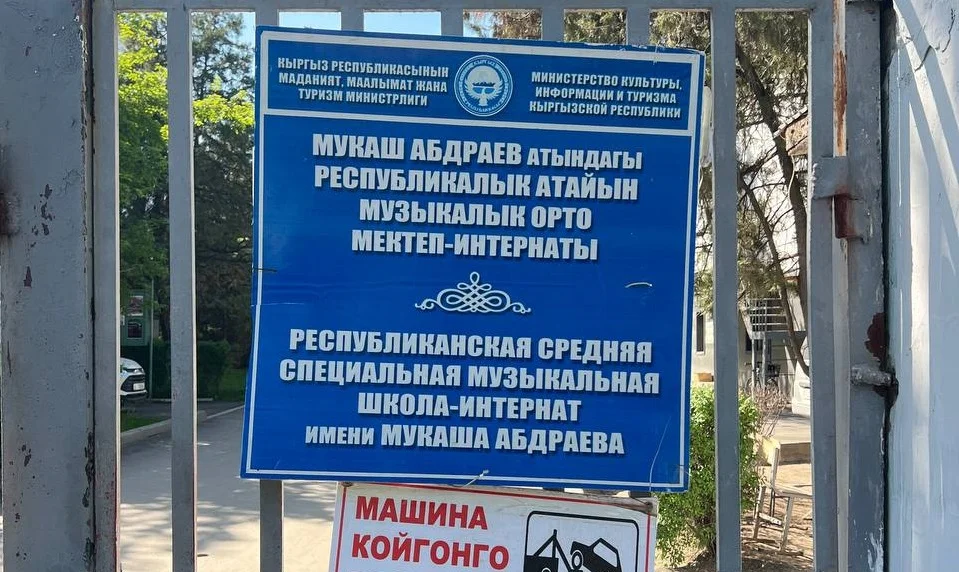 КЫРГЫЗ РЕСПУБЛИКАСЫНЫН
МАДАНИЯТ, МААЛЫМАТ ЖАНА
ТУРИЗМ МИНИСТРЛИГИ
МИНИСТЕРСТВО КУЛЬТУРЫ,
ИНФОРМАЦИИ И ТУРИЗМА
КЫРГЫЗСКОЙ РЕСПУБЛИКИ
МУКАШ АБДРАЕВ АТЫНДАГЫ
РЕСПУБЛИКАЛЫК АТАЙЫН
МУЗЫКАЛЫК ОРТО
МЕКТЕП-ИНТЕРНАТЫ
РЕСПУБЛИКАНСКАЯ СРЕДНЯЯ
СПЕЦИАЛЬНАЯ МУЗЫКАЛЬНАЯ
ШКОЛА-ИНТЕРНАТ
ИМЕНИ МУКАША АБДРАЕВА
МАШИНА
КОЙГОНГО